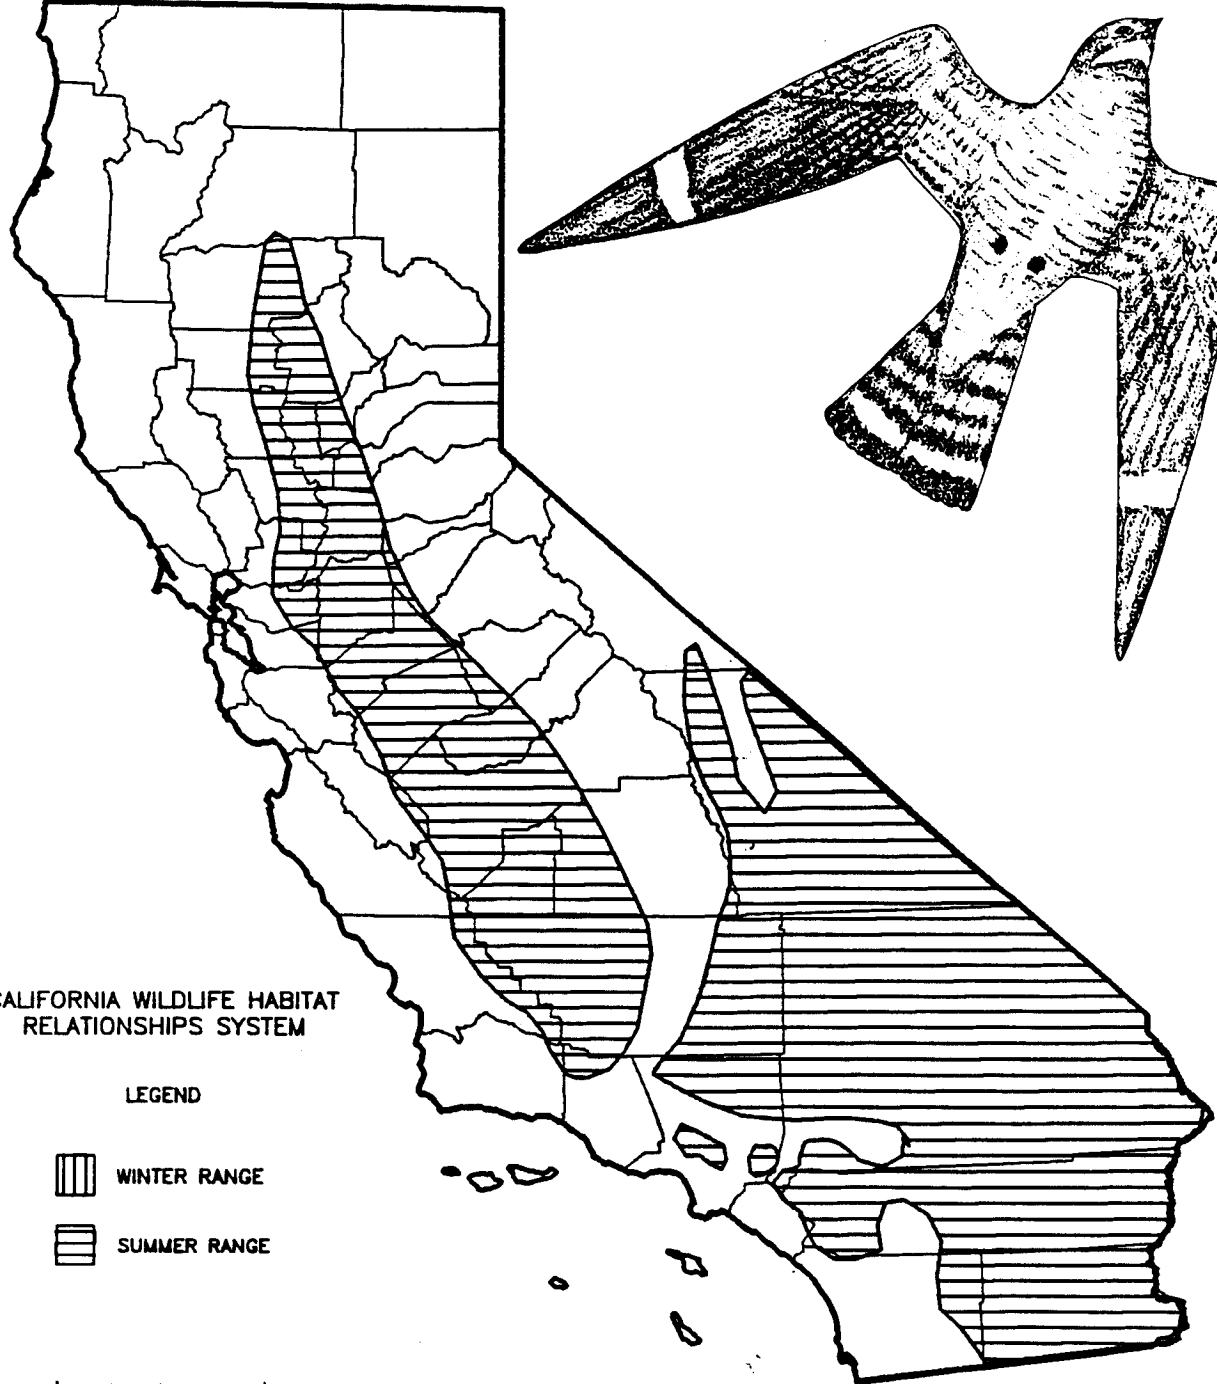 CALIFORNIA WILDLIFE HABITAT
RELATIONSHIPS SYSTEM
LEGEND
WINTER RANGE
SUMMER RANGE